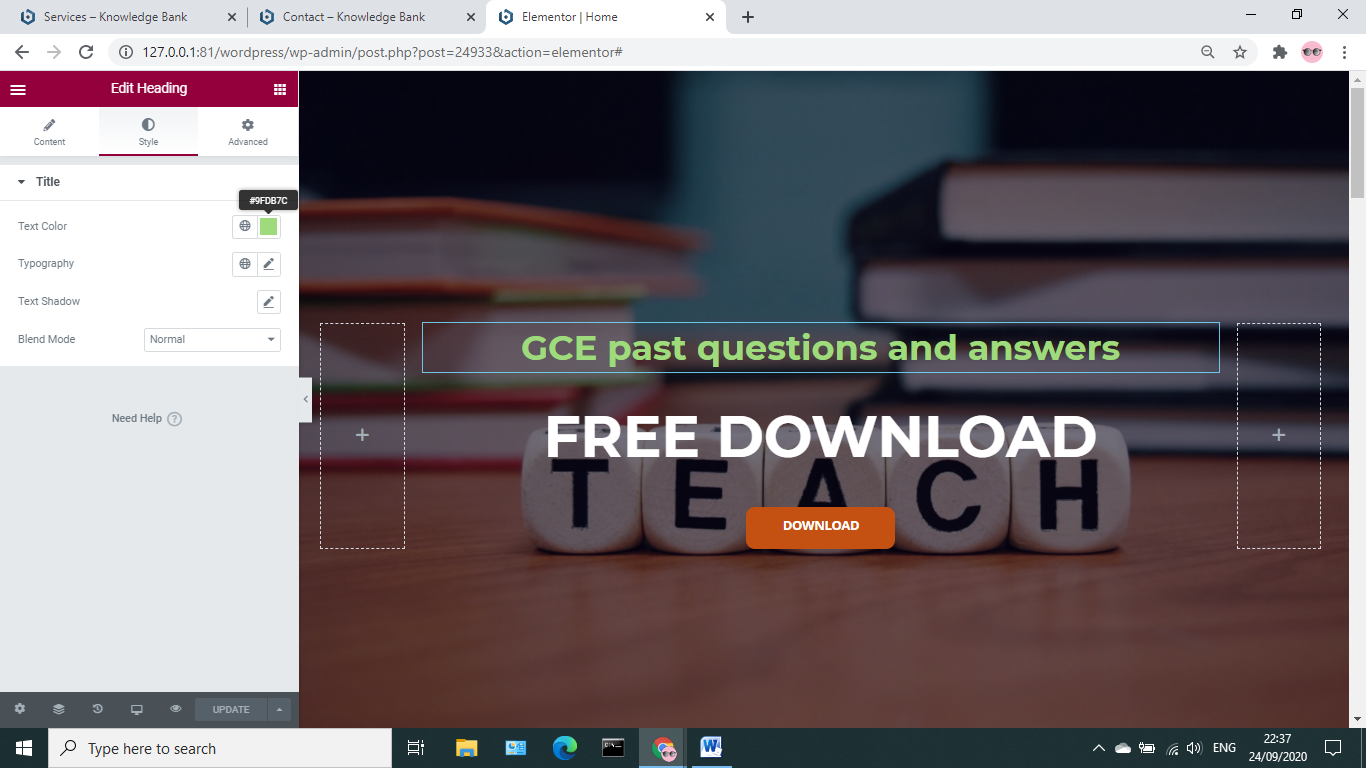 Services – Knowledge Bank
Contact – Knowledge Bank
Elementor | Home
127.0.0.1:81/wordpress/wp-admin/post.php?post=24933&action=elementor#
Edit Heading
Content
Style
Advanced
Title
#9FDB7C
Text Color
Typography
Text Shadow
Blend Mode
Normal
Need Help ?
GCE past questions and answers
FREE DOWNLOAD
TEACH
DOWNLOAD
UPDATE
Type here to search
ENG
22:37
24/09/2020